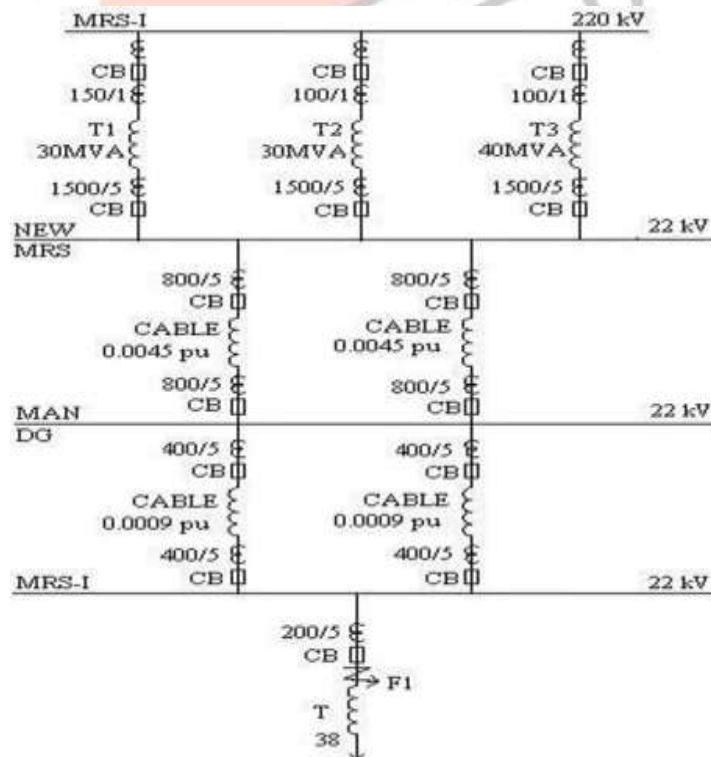 MRS-I 220 kV
CB CB CB
150/1 100/1 100/1
T1 T2 T3
30MVA 30MVA 40MVA
1500/5 1500/5 1500/5
CB CB CB
NEW 22 kV
MRS
800/5 800/5
CB CB
CABLE CABLE
0.0045 pu 0.0045 pu
800/5 800/5
CB CB
MAN 22 kV
DG
400/5 400/5
CB CB
CABLE CABLE
0.0009 pu 0.0009 pu
400/5 400/5
CB CB
MRS-I 22 kV
200/5
CB
F1
T
38